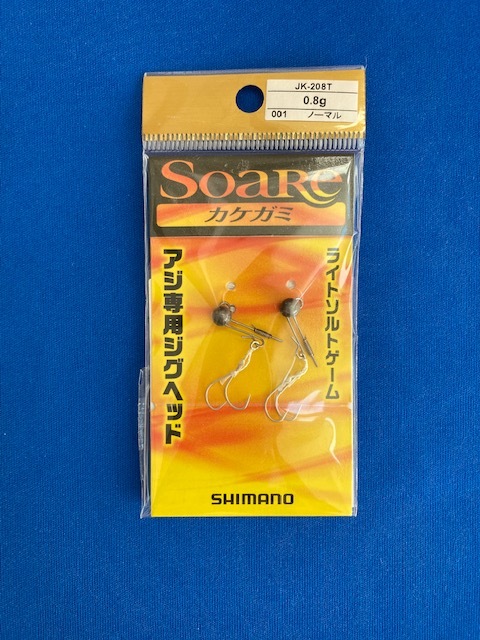 JK-208T
0.8g
001 ノーマル
SOARE
カケガミ
ライトソルトゲーム
アジ専用ジグヘッド
SHIMANO